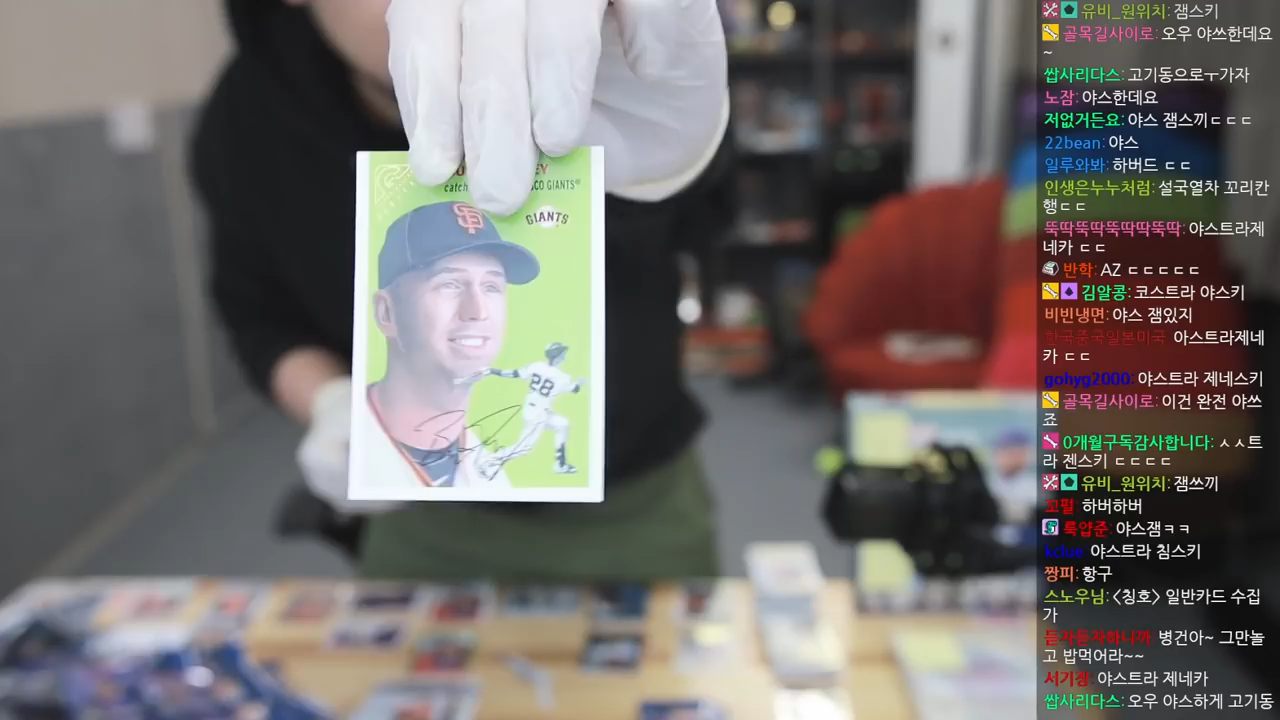 EY
catch
CO GIANTS®
GIANTS
SF
28
유비_원위치: 잼스키
골목길사이로: 오우 야쓰한데요
~
쌉사리다스: 고기동으로ㅜ가자
노잠: 야스한데요
저없거든요: 야스 잼스끼ㄷㄷㄷ
22bean: 야스
일루와봐: 하버드 ㄷㄷ
인생은누누처럼: 설국열차 꼬리칸
행ㄷㄷ
뚝딱뚝딱뚝딱딱뚝딱: 야스트라제
네카 ㄷㄷ
반학: AZ ㄷㄷㄷㄷㄷ
김알콩: 코스트라 야스키
비빈냉면: 야스 잼있지
한국중국일본미국 아스트라제네
카 ㄷㄷ
gohyg2000: 야스트라 제네스키
골목길사이로: 이건 완전 야쓰
죠
0개월구독감사합니다: ㅅㅅ트
라 젠스키 ㄷㄷㄷㄷ
유비_원위치: 잼쓰끼
꼬펄 하버하버
룩얍준: 야스잼ㅋㅋ
kclue 야스트라 침스키
짱피: 항구
스노우님: <칭호> 일반카드 수집
가
듣자듣자하니까 병건아~ 그만놀
고 밥먹어라~~
서기장: 야스트라 제네카
쌉사리다스: 오우 야스하게 고기동